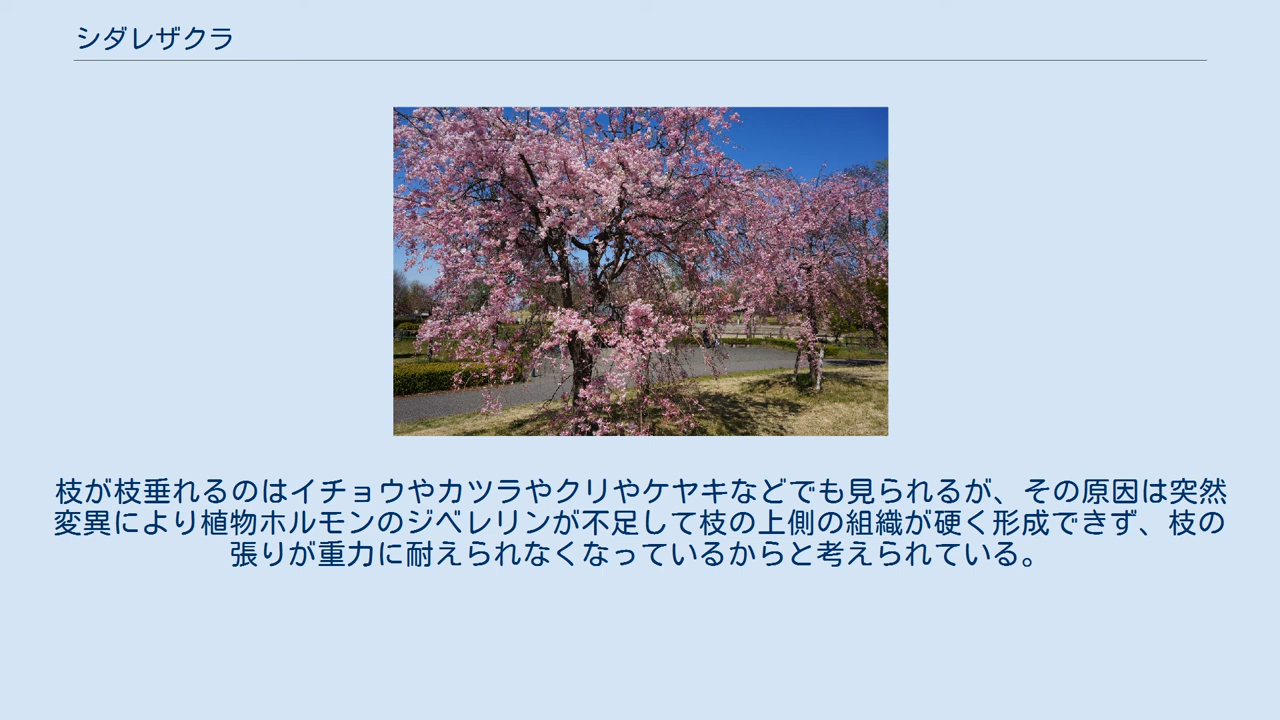 シダレザクラ
枝が枝垂れるのはイチョウやカツラやクリやケヤキなどでも見られるが、その原因は突然
変異により植物ホルモンのジベレリンが不足して枝の上側の組織が硬く形成できず、枝の
張りが重力に耐えられなくなっているからと考えられている。